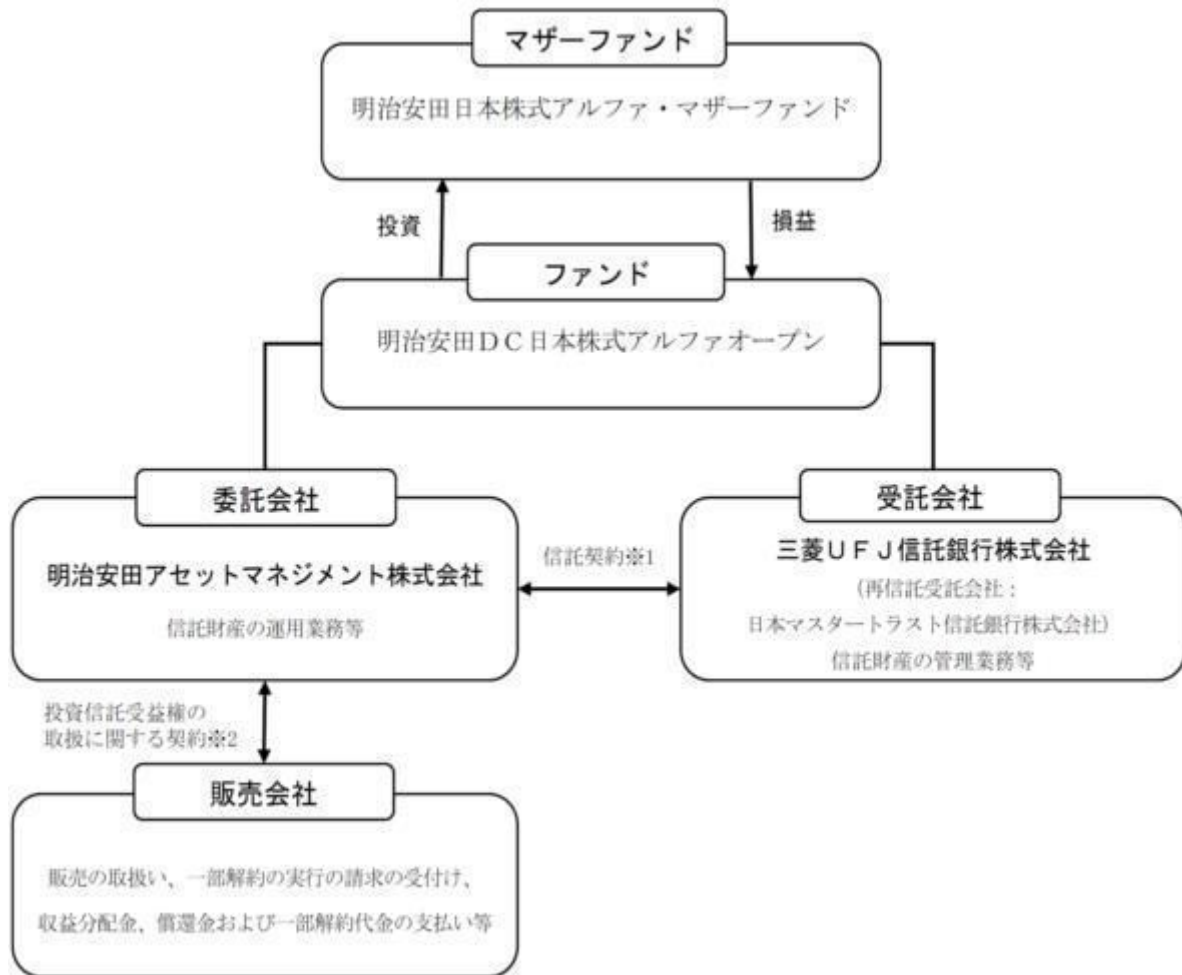 マザーファンド
明治安田日本株式アルファ・マザーファンド
投資
損益
ファンド
明治安田ＤＣ日本株式アルファオープン
委託会社
明治安田アセットマネジメント株式会社
信託財産の運用業務等
信託契約※1
受託会社
三菱ＵＦＪ信託銀行株式会社
(再信託受託会社：
日本マスタートラスト信託銀行株式会社)
信託財産の管理業務等
投資信託受益権の
取扱に関する契約※2
販売会社
販売の取扱い、一部解約の実行の請求の受付け、
収益分配金、償還金および一部解約代金の支払い等